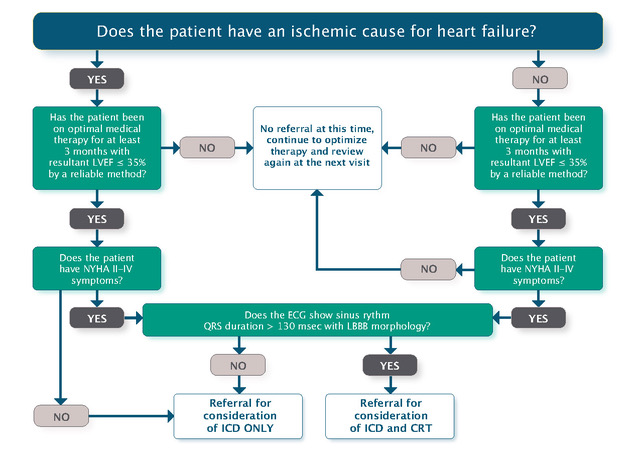 Does the patient have an ischemic cause for heart failure?
YES
NO
Has the patient been
on optimal medical
therapy for at least
3 months with
resultant LVEF ≤ 35%
by a reliable method?
NO
No referral at this time,
continue to optimize
therapy and review
again at the next visit
NO
Has the patient been
on optimal medical
therapy for at least
3 months with
resultant LVEF ≤ 35%
by a reliable method?
YES
YES
Does the patient
have NYHA II–IV
symptoms?
NO
Does the patient
have NYHA II–IV
symptoms?
YES
Does the ECG show sinus rythm
QRS duration > 130 msec with LBBB morphology?
YES
NO
YES
NO
Referral for
consideration
of ICD ONLY
Referral for
consideration
of ICD and CRT